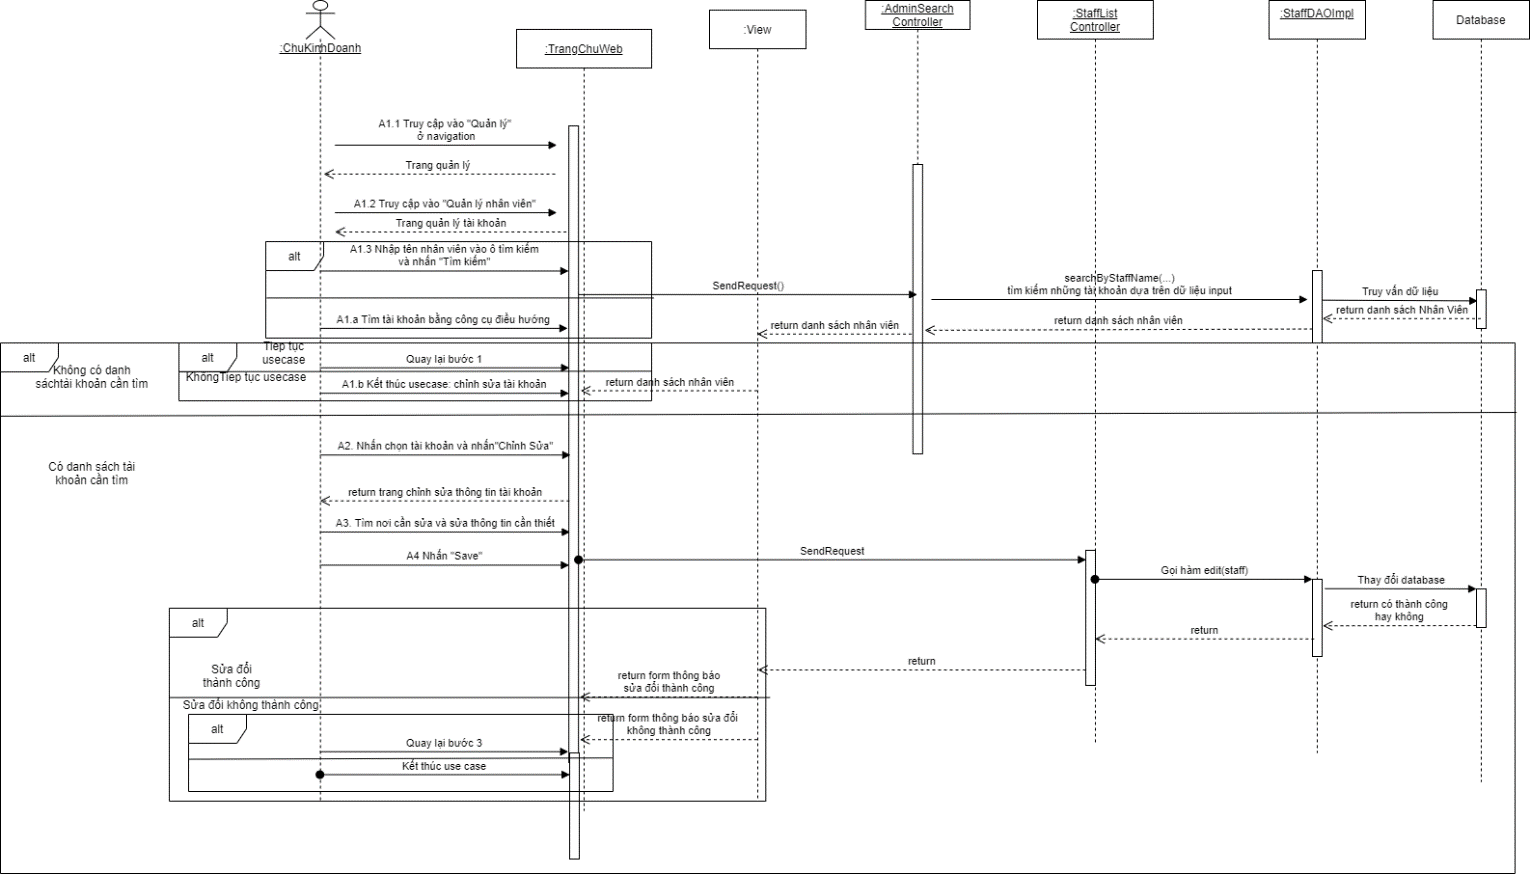 :ChuKinhDoanh
:TrangChuWeb
:View
:AdminSearch
Controller
:StaffList
Controller
:StaffDAOImpl
Database
A1.1 Truy cập vào "Quản lý"
ở navigation
Trang quản lý
A1.2 Truy cập vào "Quản lý nhân viên"
Trang quản lý tài khoản
alt
A1.3 Nhập tên nhân viên vào ô tìm kiếm
và nhấn "Tìm kiếm"
SendRequest()
searchByStaffName(...)
tìm kiếm những tài khoản dựa trên dữ liệu input
Truy vấn dữ liệu
return danh sách Nhân Viên
A1.a Tìm tài khoản bằng công cụ điều hướng
return danh sách nhân viên
return danh sách nhân viên
alt
Không có danh
sáchtài khoản cần tìm
alt
Tiếp tục
usecase
Quay lại bước 1
KhôngTiếp tục usecase
A1.b Kết thúc usecase: chỉnh sửa tài khoản
return danh sách nhân viên
A2. Nhấn chọn tài khoản và nhấn"Chỉnh Sửa"
Có danh sách tài
khoản cần tìm
return trang chỉnh sửa thông tin tài khoản
A3. Tìm nơi cần sửa và sửa thông tin cần thiết
A4 Nhấn "Save"
SendRequest
Gọi hàm edit(staff)
Thay đổi database
return có thành công
hay không
return
return
alt
Sửa đổi
thành công
return form thông báo
sửa đổi thành công
Sửa đổi không thành công
alt
return form thông báo sửa đổi
không thành công
Quay lại bước 3
Kết thúc use case